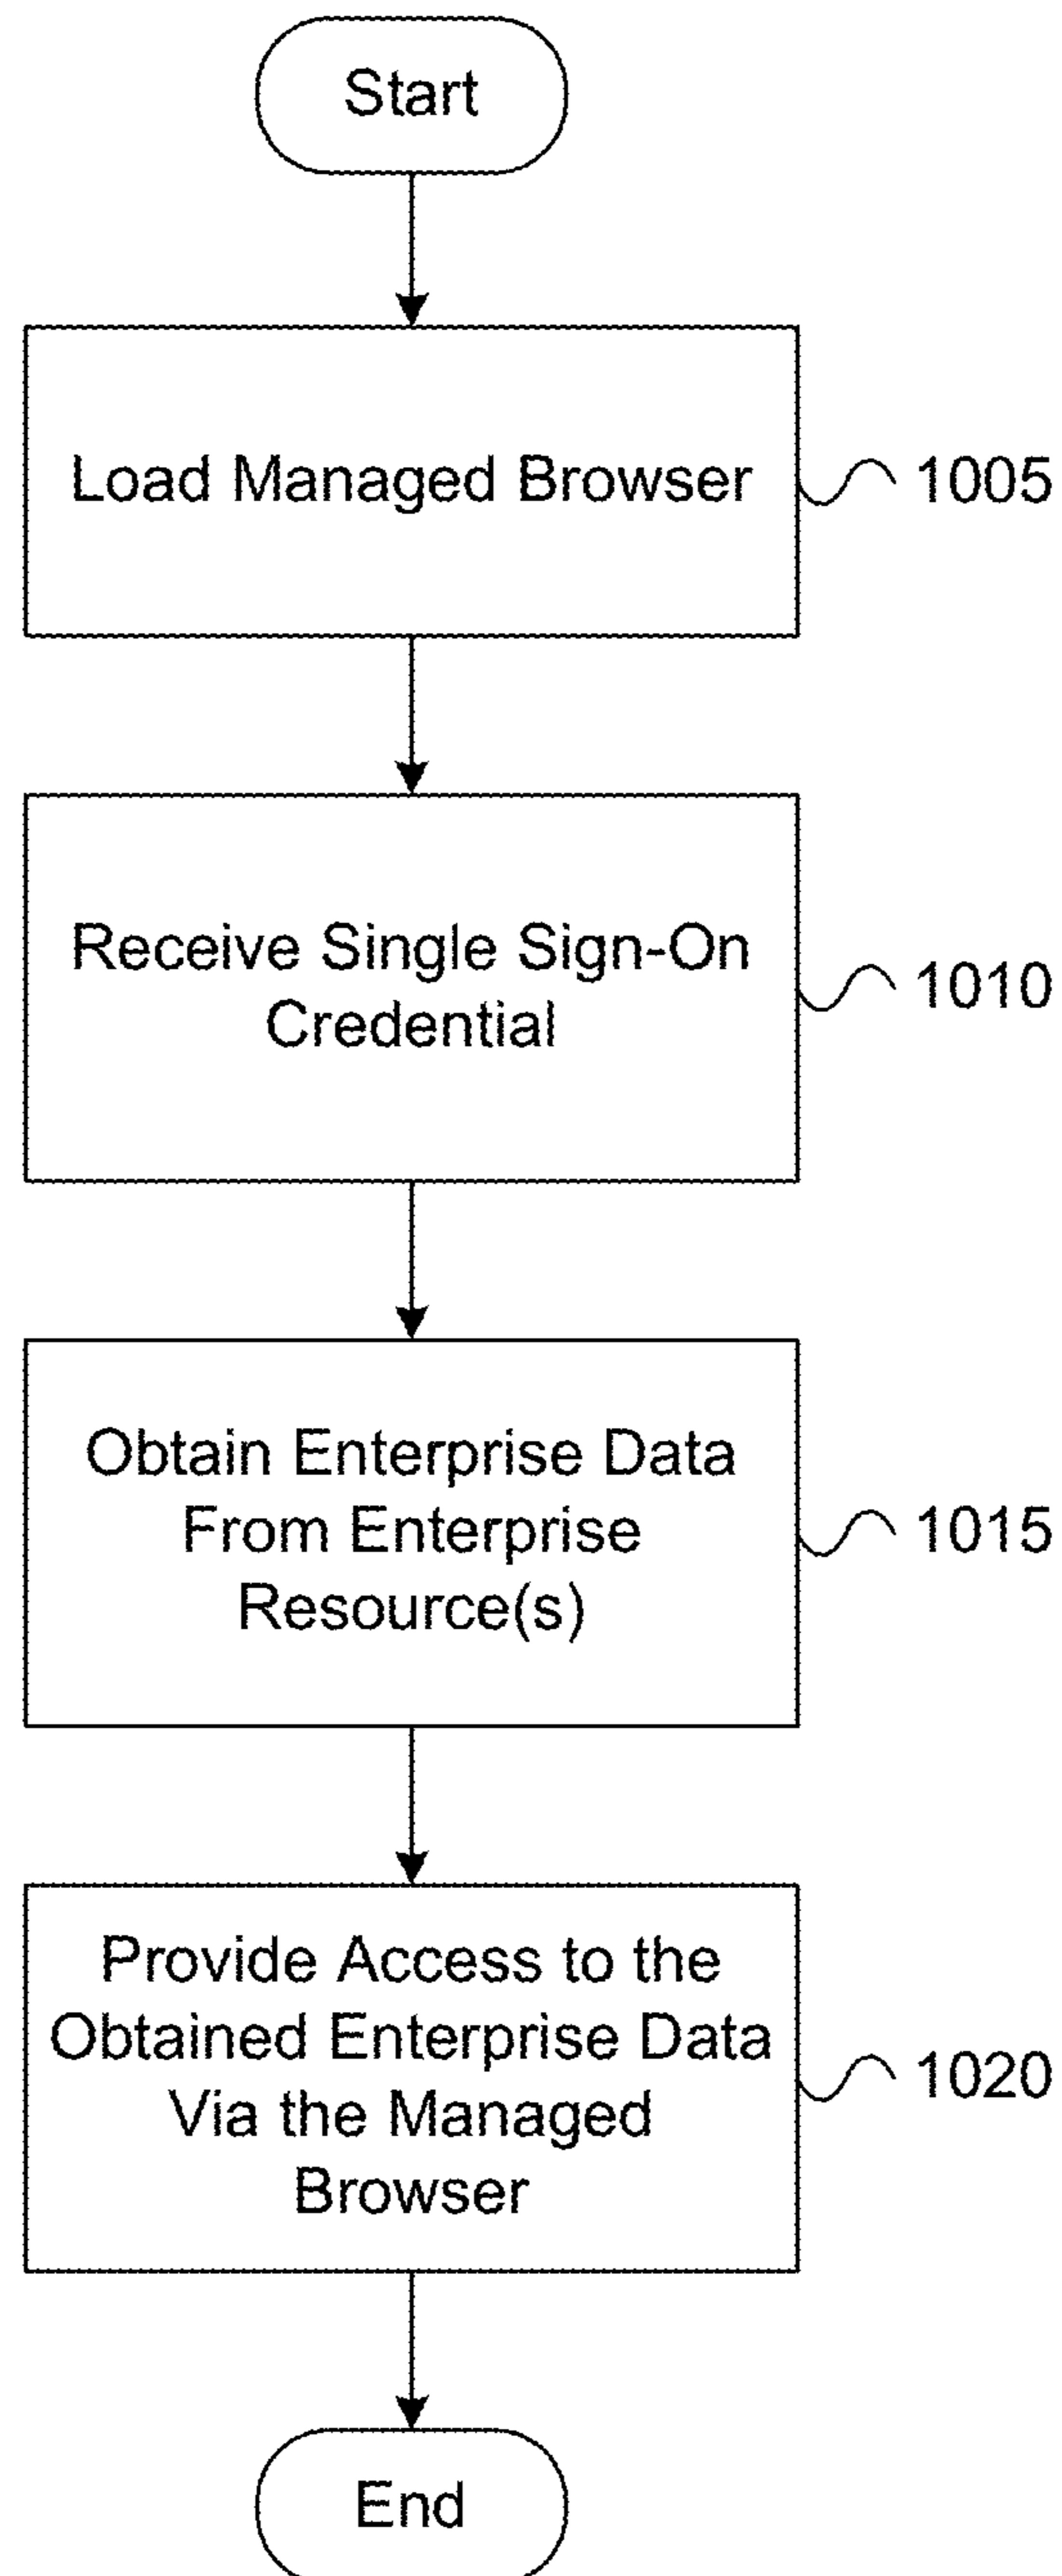 Start
Load Managed Browser
1005
Receive Single Sign-On
Credential
1010
Obtain Enterprise Data
From Enterprise
Resource(s)
1015
Provide Access to the
Obtained Enterprise Data
Via the Managed
Browser
1020
End